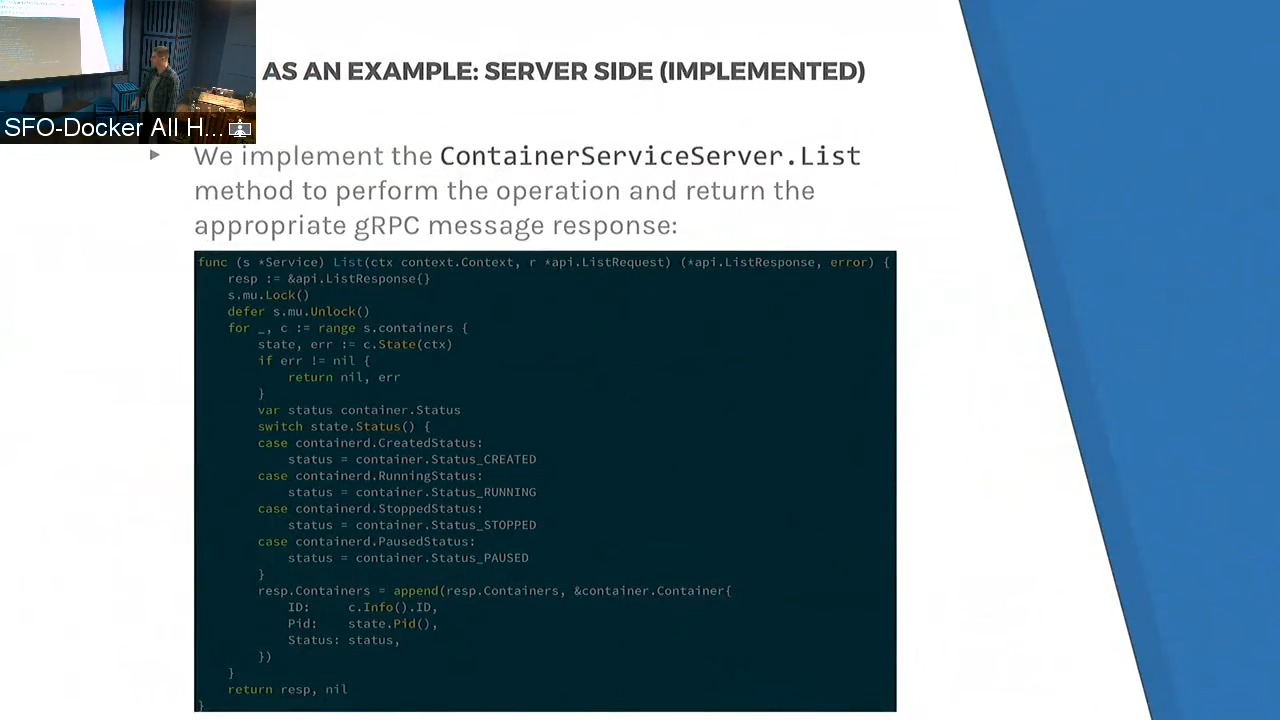 AS AN EXAMPLE: SERVER SIDE (IMPLEMENTED)
SFO-Docker All H...
We implement the ContainerServiceServer.List
method to perform the operation and return the
appropriate gRPC message response:
func (s *Service) List(ctx context.Context, r *api.ListRequest) (*api.ListResponse, error) {
    resp := &api.ListResponse{}
    s.mu.Lock()
    defer s.mu.Unlock()
    for _, c := range s.containers {
        state, err := c.State(ctx)
        if err != nil {
            return nil, err
        }
        var status container.Status
        switch state.Status() {
        case containerd.CreatedStatus:
            status = container.Status_CREATED
        case containerd.RunningStatus:
            status = container.Status_RUNNING
        case containerd.StoppedStatus:
            status = container.Status_STOPPED
        case containerd.PausedStatus:
            status = container.Status_PAUSED
        }
        resp.Containers = append(resp.Containers, &container.Container{
            ID:     c.Info().ID,
            Pid:    state.Pid(),
            Status: status,
        })
    }
    return resp, nil
}